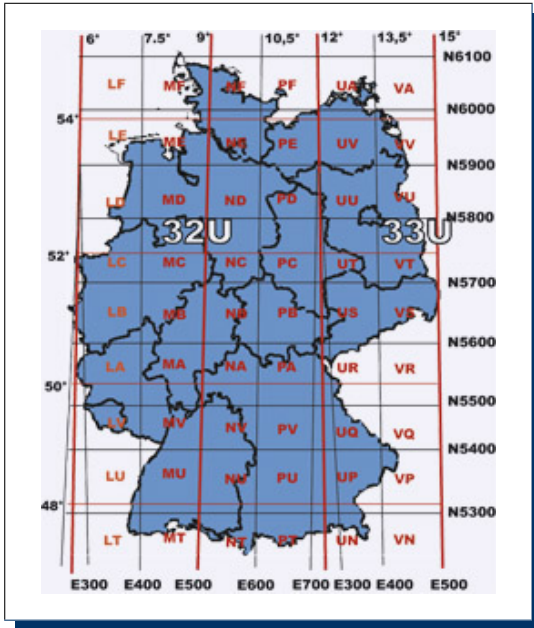 6° 7.5° 9° 10,5° 12° 13,5° 15°
N6100
LF MF NF PF UA VA
N6000
54°
LE ME NE PE UV VV
N5900
LD MD ND PD UU VU
N5800
32U 33U
52°
LC MC NC PC UT VT
N5700
LB MB NB PB US VS
N5600
LA MA NA PA UR VR
50°
N5500
LV MV NV PV UQ VQ
N5400
LU MU NU PU UP VP
48°
N5300
LT MT NT PT UN VN
E300 E400 E500 E600 E700 E300 E400 E500